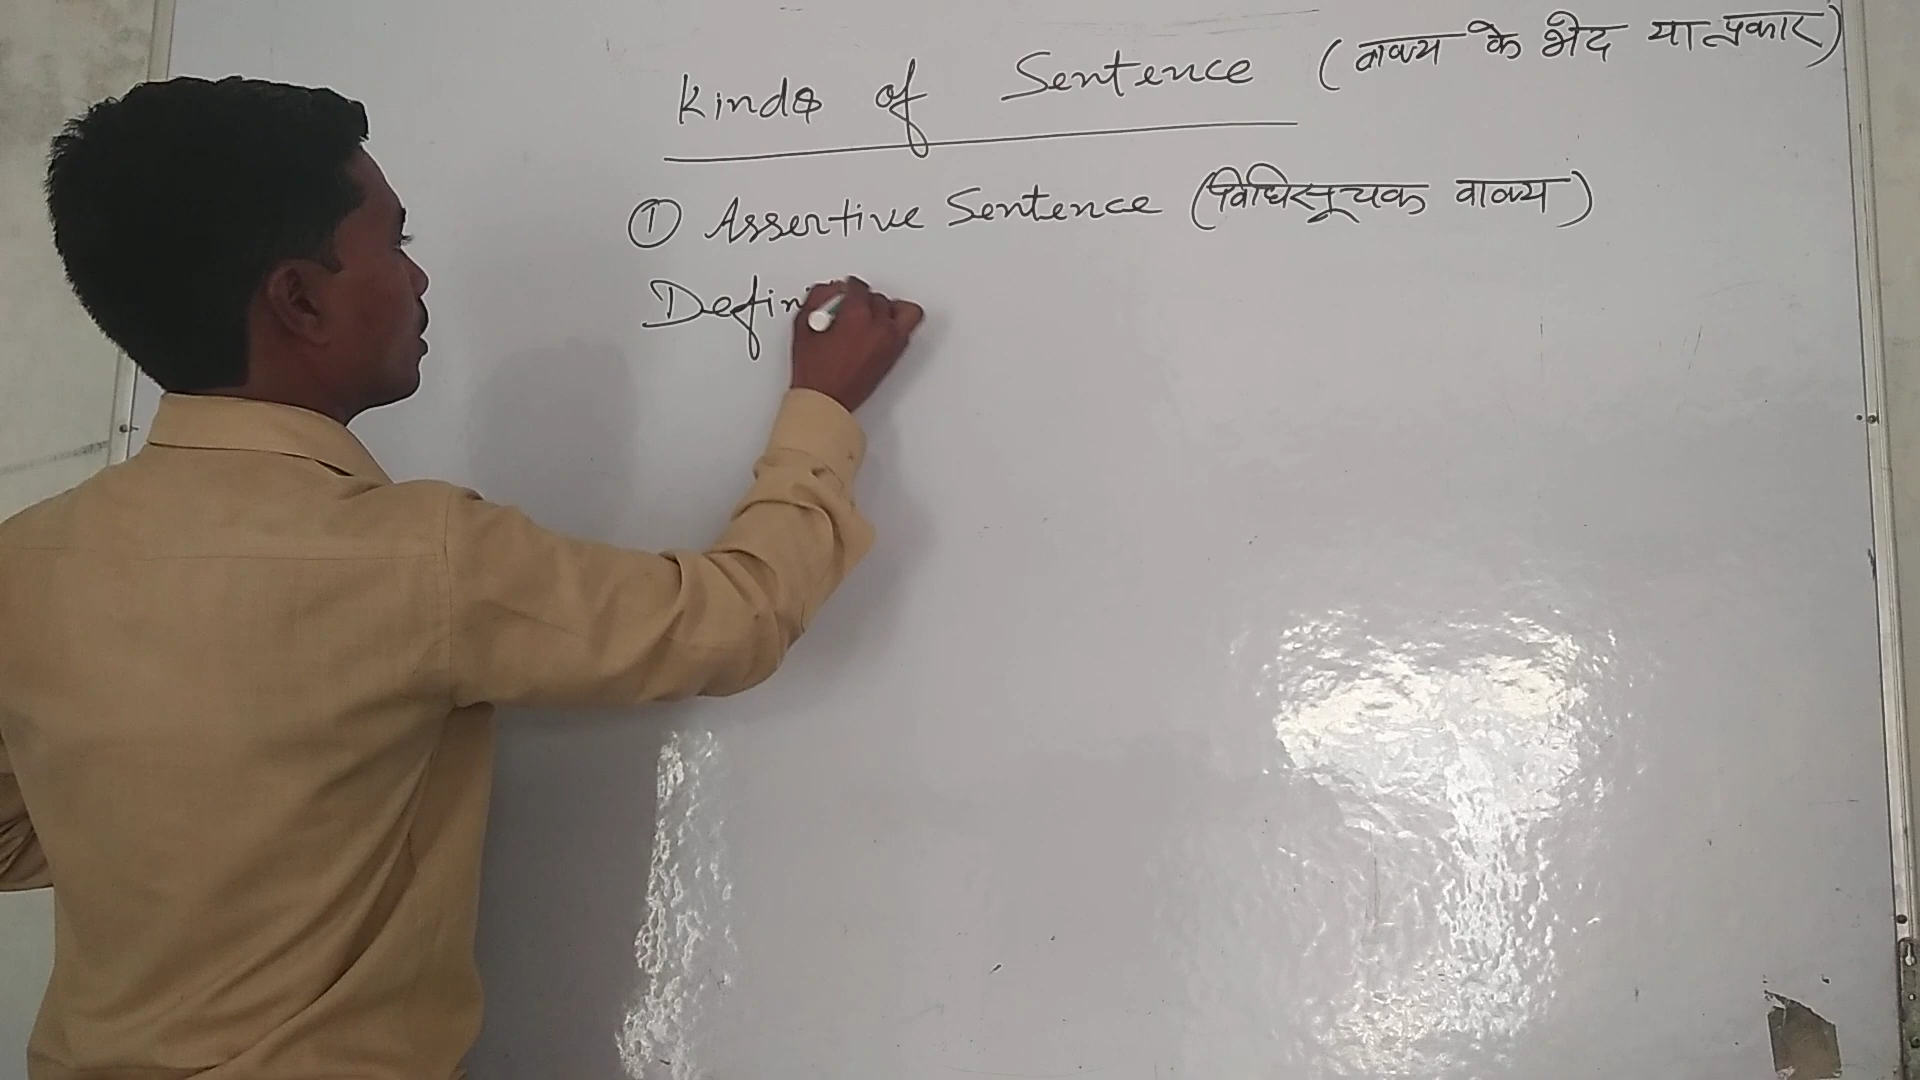 Kinds of Sentence (वाक्य के भेद या प्रकार)
① Assertive Sentence (विधिसूचक वाक्य)
Defin